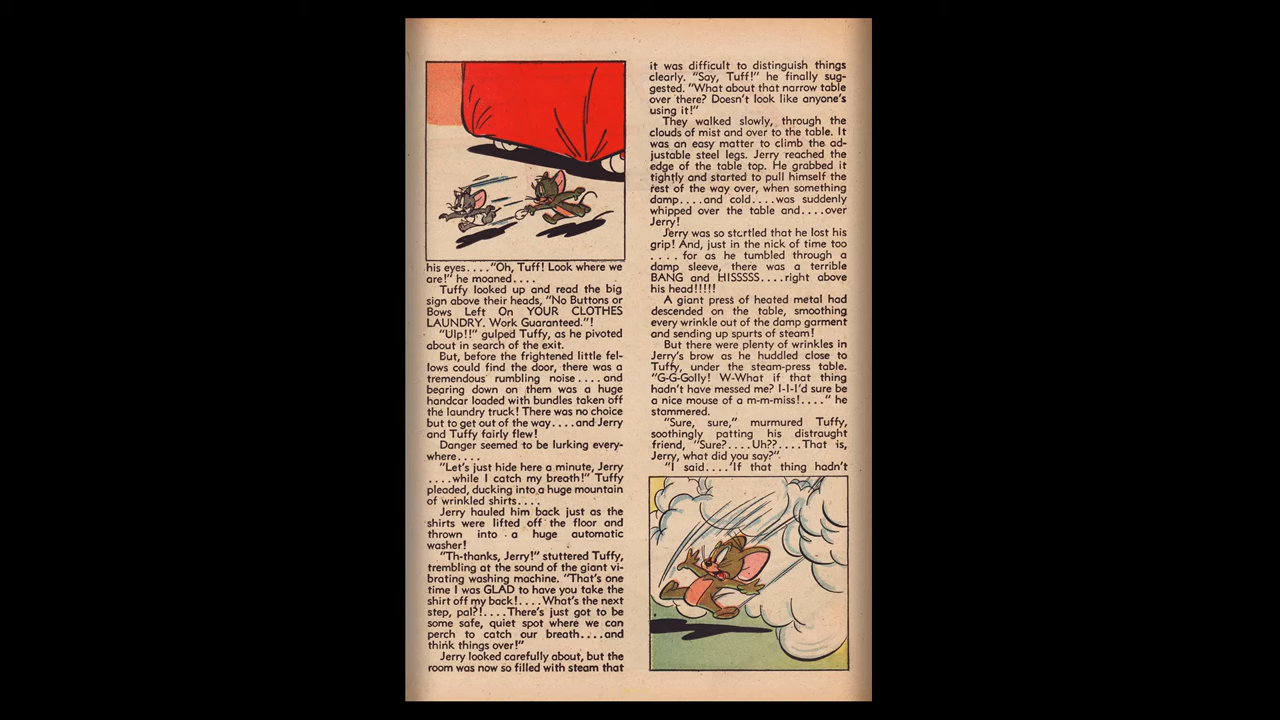 his eyes...."Oh, Tuff! Look where we
are!" he moaned....
Tuffy looked up and read the big
sign above their heads, "No Buttons or
Bows Left On YOUR CLOTHES
LAUNDRY. Work Guaranteed."!
"Ulp!!" gulped Tuffy, as he pivoted
about in search of the exit.
But, before the frightened little fel-
lows could find the door, there was a
tremendous rumbling noise....and
bearing down on them was a huge
handcar loaded with bundles taken off
the laundry truck! There was no choice
but to get out of the way....and Jerry
and Tuffy fairly flew!
Danger seemed to be lurking every-
where....
"Let's just hide here a minute, Jerry
....while I catch my breath!" Tuffy
pleaded, ducking into a huge mountain
of wrinkled shirts....
Jerry hauled him back just as the
shirts were lifted off the floor and
thrown into a huge automatic
washer!
"Th-thanks, Jerry!" stuttered Tuffy,
trembling at the sound of the giant vi-
brating washing machine. "That's one
time I was GLAD to have you take the
shirt off my back!....What's the next
step, pal?!....There's just got to be
some safe, quiet spot where we can
perch to catch our breath....and
think things over!"
Jerry looked carefully about, but the
room was now so filled with steam that
it was difficult to distinguish things
clearly. "Say, Tuff!" he finally sug-
gested. "What about that narrow table
over there? Doesn't look like anyone's
using it!"
They walked slowly, through the
clouds of mist and over to the table. It
was an easy matter to climb the ad-
justable steel legs. Jerry reached the
edge of the table top. He grabbed it
tightly and started to pull himself the
rest of the way over, when something
damp....and cold....was suddenly
whipped over the table and....over
Jerry!
Jerry was so startled that he lost his
grip! And, just in the nick of time too
....for as he tumbled through a
damp sleeve, there was a terrible
BANG and HISSSSS....right above
his head!!!!!
A giant press of heated metal had
descended on the table, smoothing
every wrinkle out of the damp garment
and sending up spurts of steam!
But there were plenty of wrinkles in
Jerry's brow as he huddled close to
Tuffy, under the steam-press table.
"G-G-Golly! W-What if that thing
hadn't have messed me? I-I-I'd sure be
a nice mouse of a m-m-miss!...." he
stammered.
"Sure, sure," murmured Tuffy,
soothingly patting his distraught
friend, "Sure?....Uh??....That is,
Jerry, what did you say?"
"I said....'If that thing hadn't